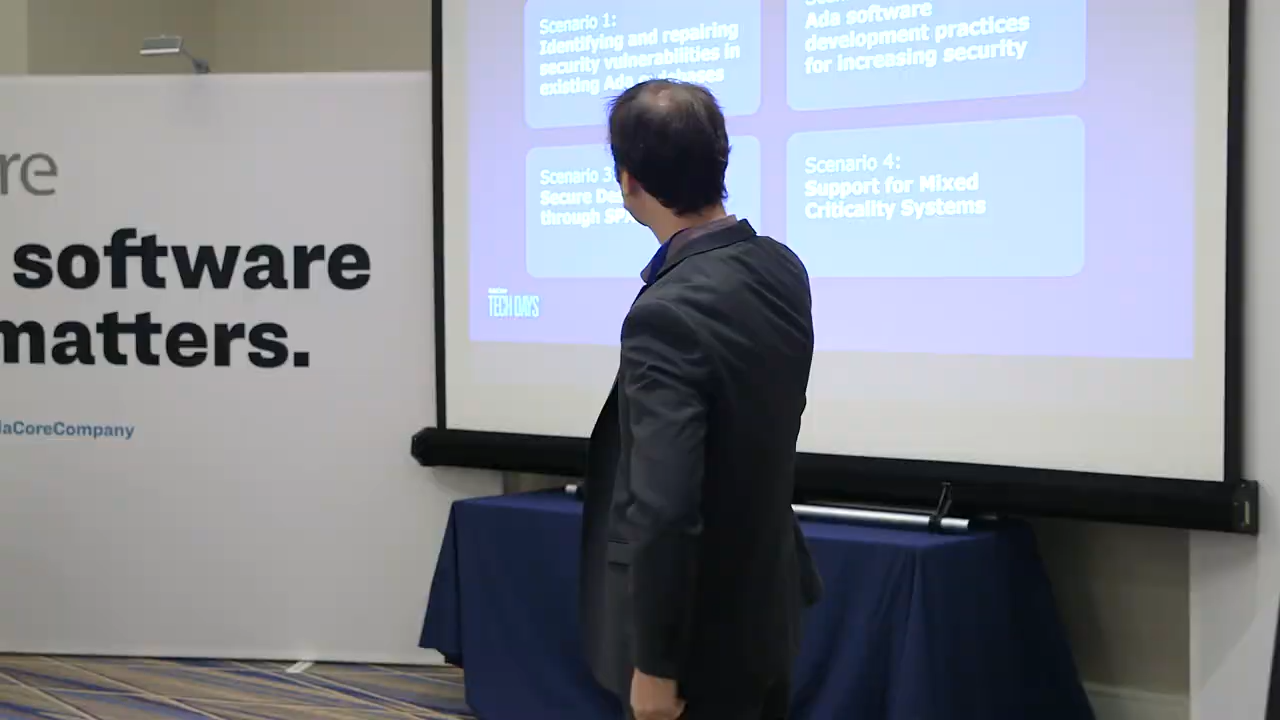 re
software
matters.
laCoreCompany
Scenario 1:
Identifying and repairing
security vulnerabilities in
existing Ada
Ada software
development practices
for increasing security
Scenario 3
Secure
through
Scenario 4:
Support for Mixed
Criticality Systems
TECH DAYS